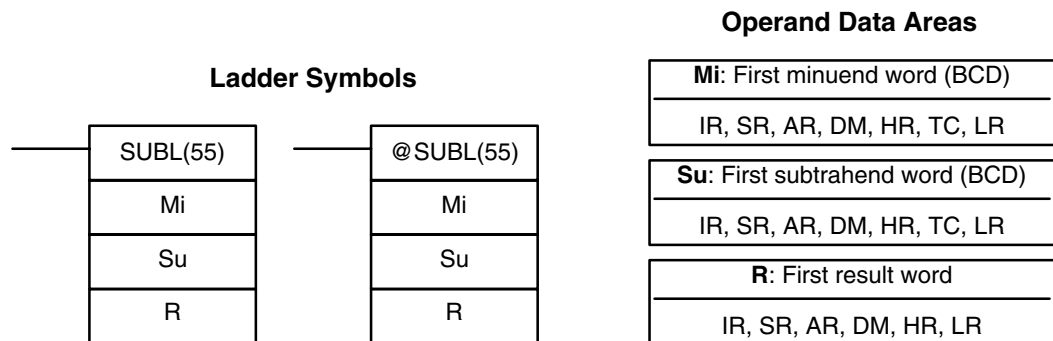 Ladder Symbols
SUBL(55)
Mi
Su
R
@SUBL(55)
Mi
Su
R
Operand Data Areas
Mi: First minuend word (BCD)
IR, SR, AR, DM, HR, TC, LR
Su: First subtrahend word (BCD)
IR, SR, AR, DM, HR, TC, LR
R: First result word
IR, SR, AR, DM, HR, LR